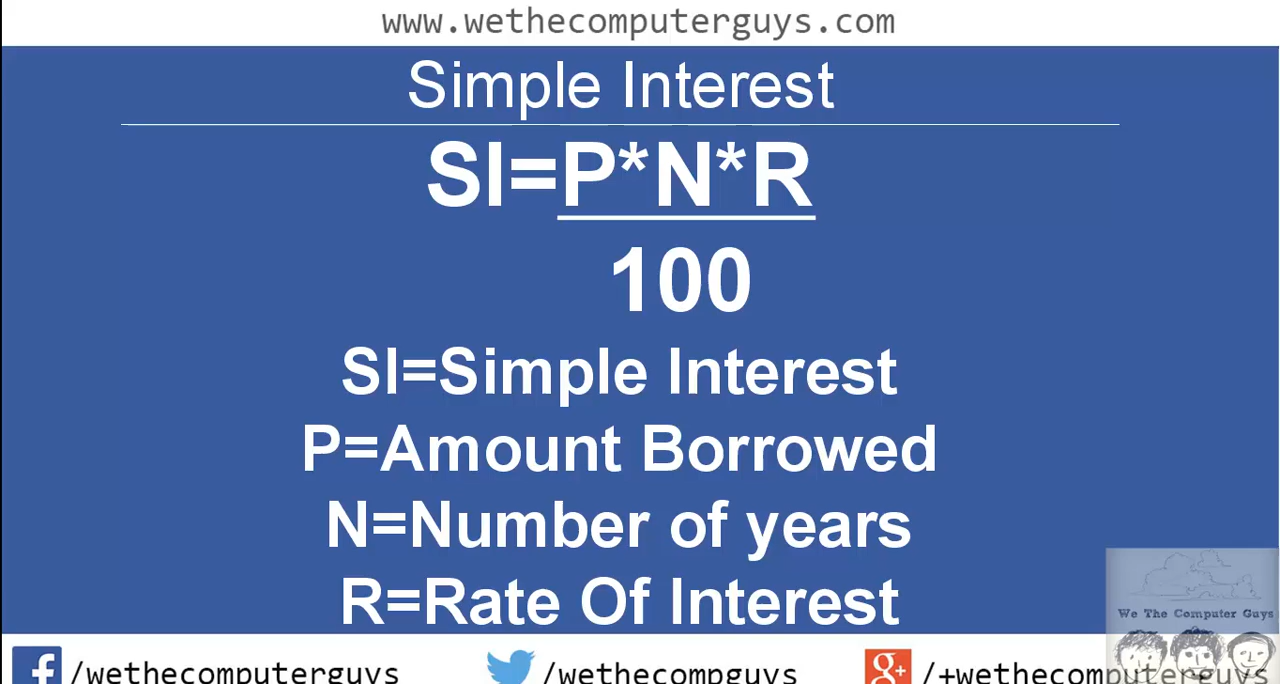 www.wethecomputerguys.com
Simple Interest
SI=P*N*R
100
SI=Simple Interest
P=Amount Borrowed
N=Number of years
R=Rate Of Interest
We The Computer Guys
/wethecomputerguys
/wethecompguys
/+wethecomputerguys